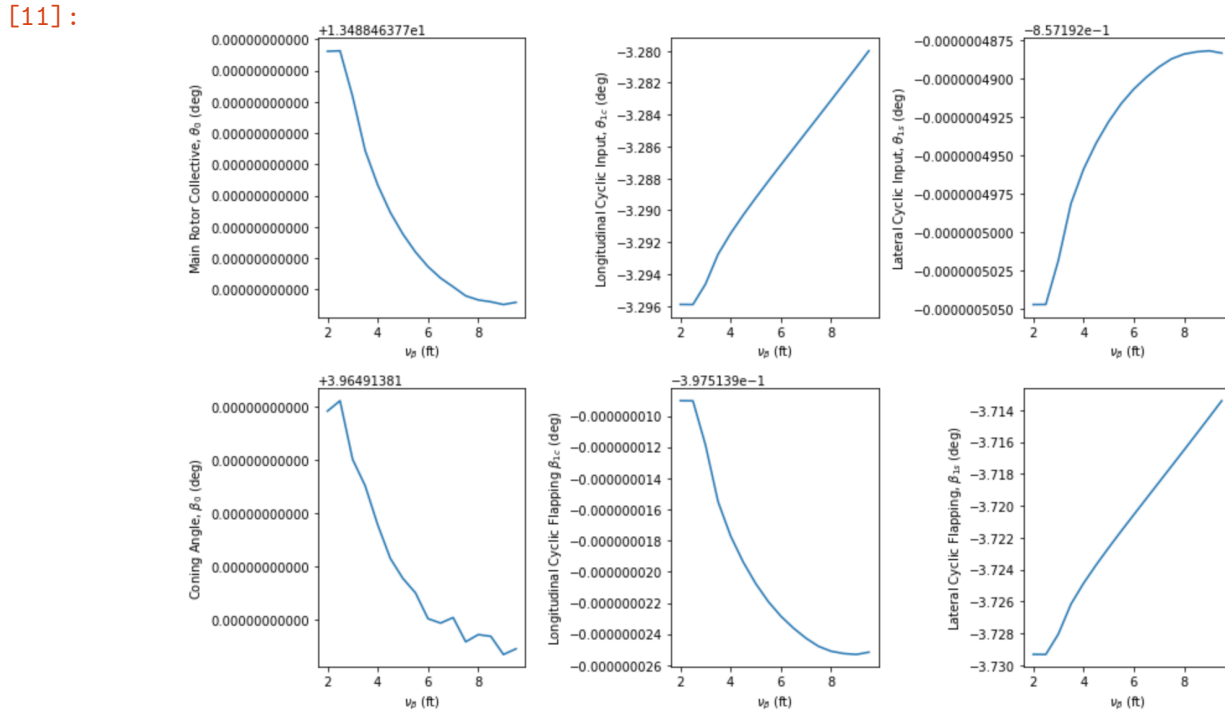 [11]:
+1.348846377e1
Main Rotor Collective, θ₀ (deg)
0.00000000000
0.00000000000
0.00000000000
0.00000000000
0.00000000000
0.00000000000
0.00000000000
0.00000000000
0.00000000000
2 4 6 8
νᵦ (ft)
Longitudinal Cyclic Input, θ₁c (deg)
−3.280
−3.282
−3.284
−3.286
−3.288
−3.290
−3.292
−3.294
−3.296
2 4 6 8
νᵦ (ft)
−8.57192e−1
Lateral Cyclic Input, θ₁s (deg)
−0.0000004875
−0.0000004900
−0.0000004925
−0.0000004950
−0.0000004975
−0.0000005000
−0.0000005025
−0.0000005050
2 4 6 8
νᵦ (ft)
+3.96491381
Coning Angle, β₀ (deg)
0.00000000000
0.00000000000
0.00000000000
0.00000000000
0.00000000000
2 4 6 8
νᵦ (ft)
−3.975139e−1
Longitudinal Cyclic Flapping β₁c (deg)
−0.000000010
−0.000000012
−0.000000014
−0.000000016
−0.000000018
−0.000000020
−0.000000022
−0.000000024
−0.000000026
2 4 6 8
νᵦ (ft)
Lateral Cyclic Flapping, β₁s (deg)
−3.714
−3.716
−3.718
−3.720
−3.722
−3.724
−3.726
−3.728
−3.730
2 4 6 8
νᵦ (ft)